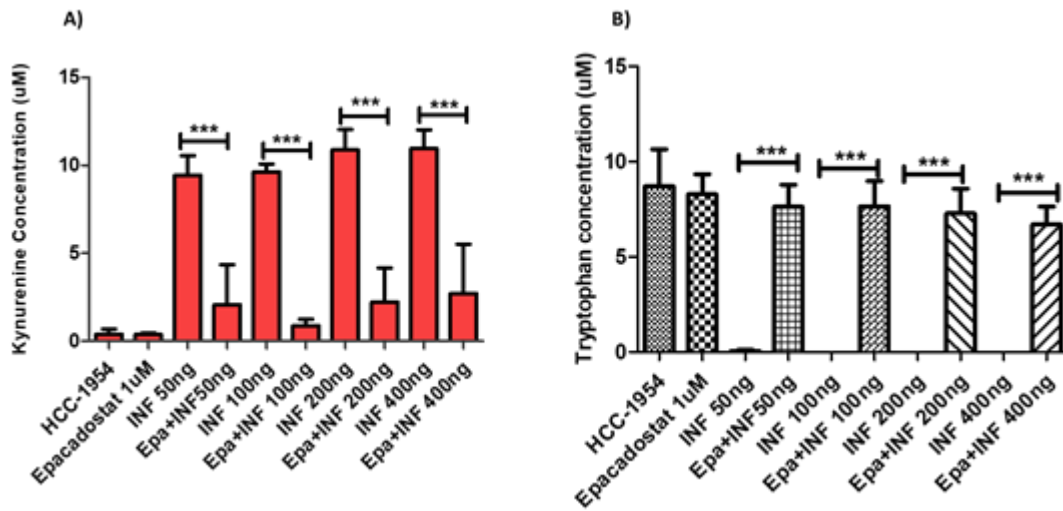 A)
Kynurenine Concentration (uM)
15
10
5
0
***
***
***
***
HCC-1954
Epacadostat 1uM
INF 50ng
Epa+INF50ng
INF 100ng
Epa+INF 100ng
INF 200ng
Epa+INF 200ng
INF 400ng
Epa+INF 400ng
B)
Tryptophan concentration (uM)
15
10
5
0
***
***
***
***
HCC-1954
Epacadostat 1uM
INF 50ng
Epa+INF50ng
INF 100ng
Epa+INF 100ng
INF 200ng
Epa+INF 200ng
INF 400ng
Epa+INF 400ng